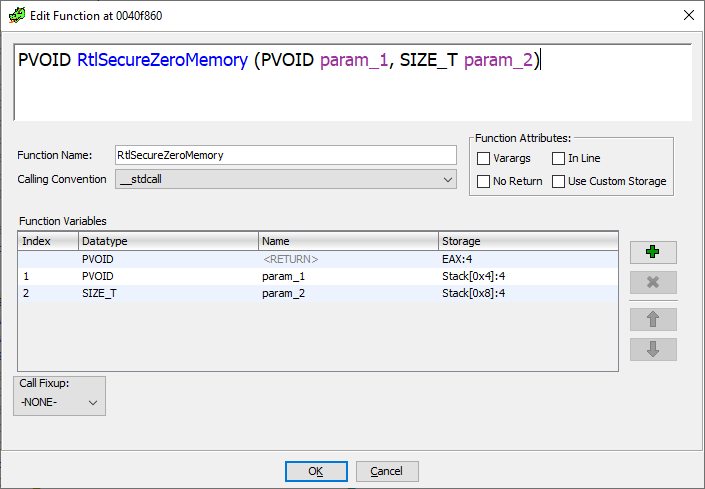 Edit Function at 0040f860
PVOID RtlSecureZeroMemory (PVOID param_1, SIZE_T param_2)
Function Name: RtlSecureZeroMemory
Calling Convention __stdcall
Function Attributes:
Varargs In Line
No Return Use Custom Storage
Function Variables
Index Datatype Name Storage
PVOID <RETURN> EAX:4
1 PVOID param_1 Stack[0x4]:4
2 SIZE_T param_2 Stack[0x8]:4
Call Fixup:
-NONE-
OK Cancel